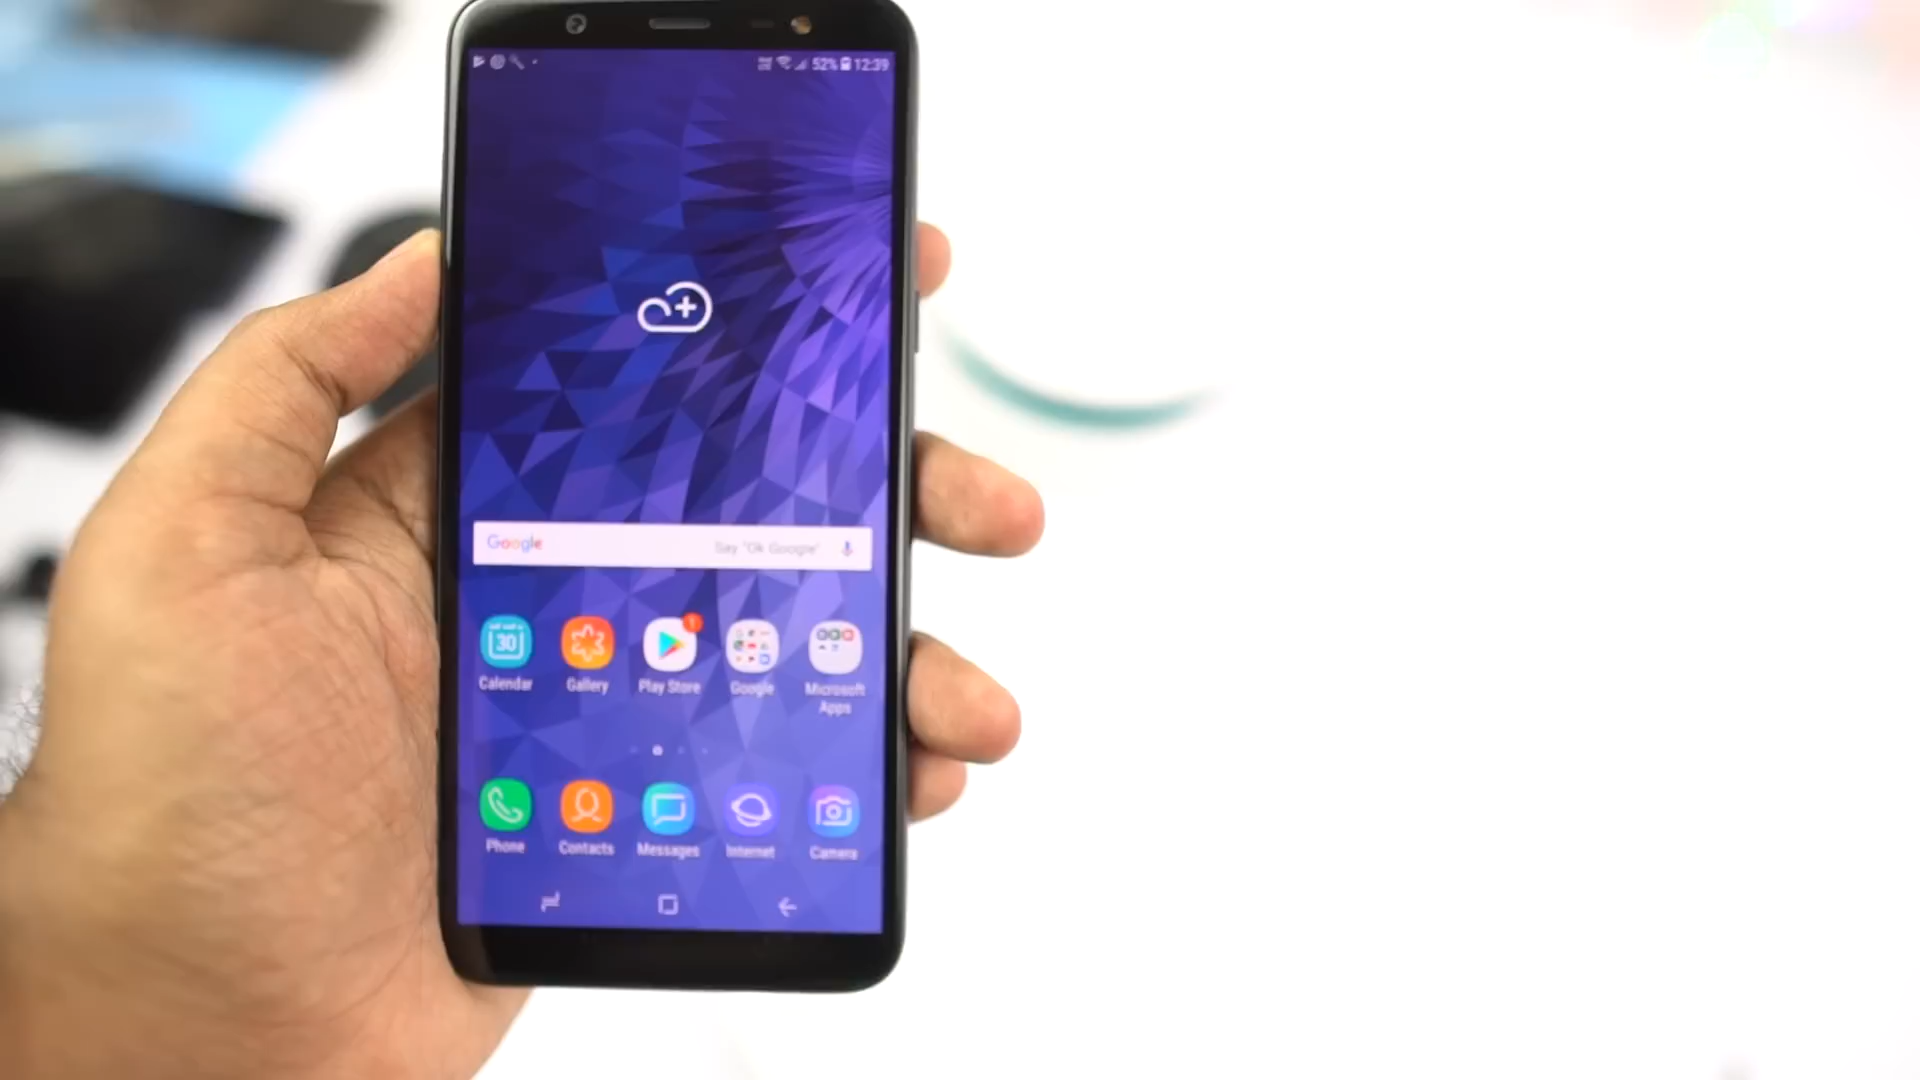 52% 12:39
Google Say "Ok Google"
30 1
Calendar Gallery Play Store Google Microsoft Apps
Phone Contacts Messages Internet Camera